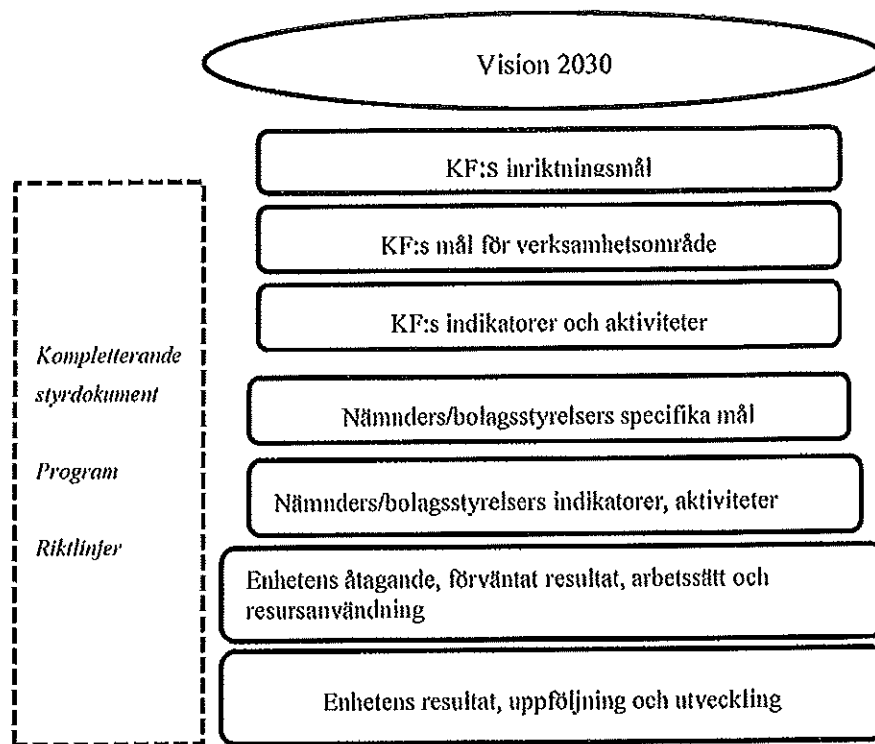 Vision 2030
KF:s inriktningsmål
KF:s mål för verksamhetsområde
KF:s indikatorer och aktiviteter
Nämnders/bolagsstyrelsers specifika mål
Nämnders/bolagsstyrelsers indikatorer, aktiviteter
Enhetens åtagande, förväntat resultat, arbetssätt och
resursanvändning
Enhetens resultat, uppföljning och utveckling
Kompletterande
styrdokument
Program
Riktlinjer